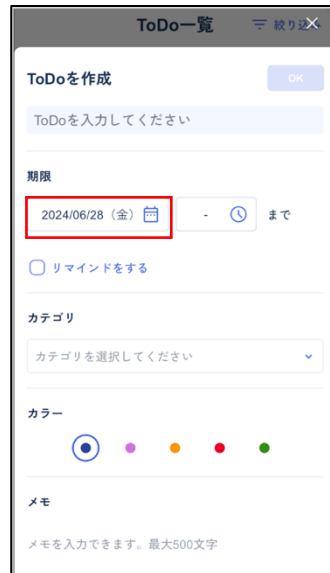 ToDo一覧 絞り込み
ToDoを作成 OK
ToDoを入力してください
期限
2024/06/28（金） - まで
リマインドをする
カテゴリ
カテゴリを選択してください
カラー
メモ
メモを入力できます。最大500文字